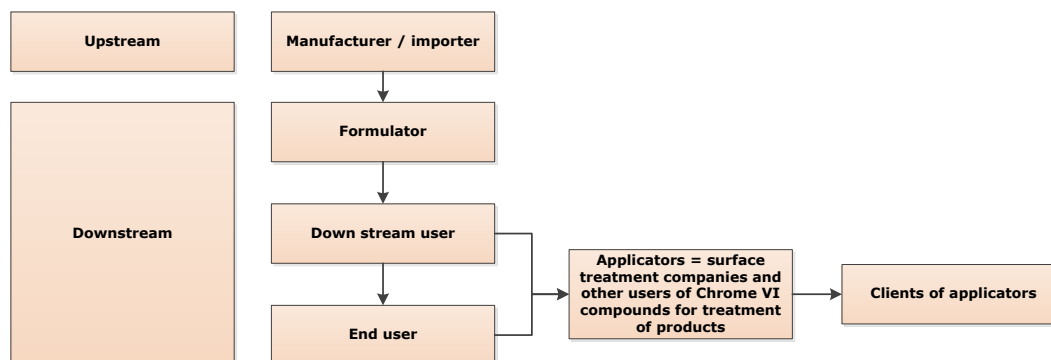 Upstream
Manufacturer / importer
Formulator
Downstream
Down stream user
Applicators = surface
treatment companies and
other users of Chrome VI
compounds for treatment
of products
Clients of applicators
End user